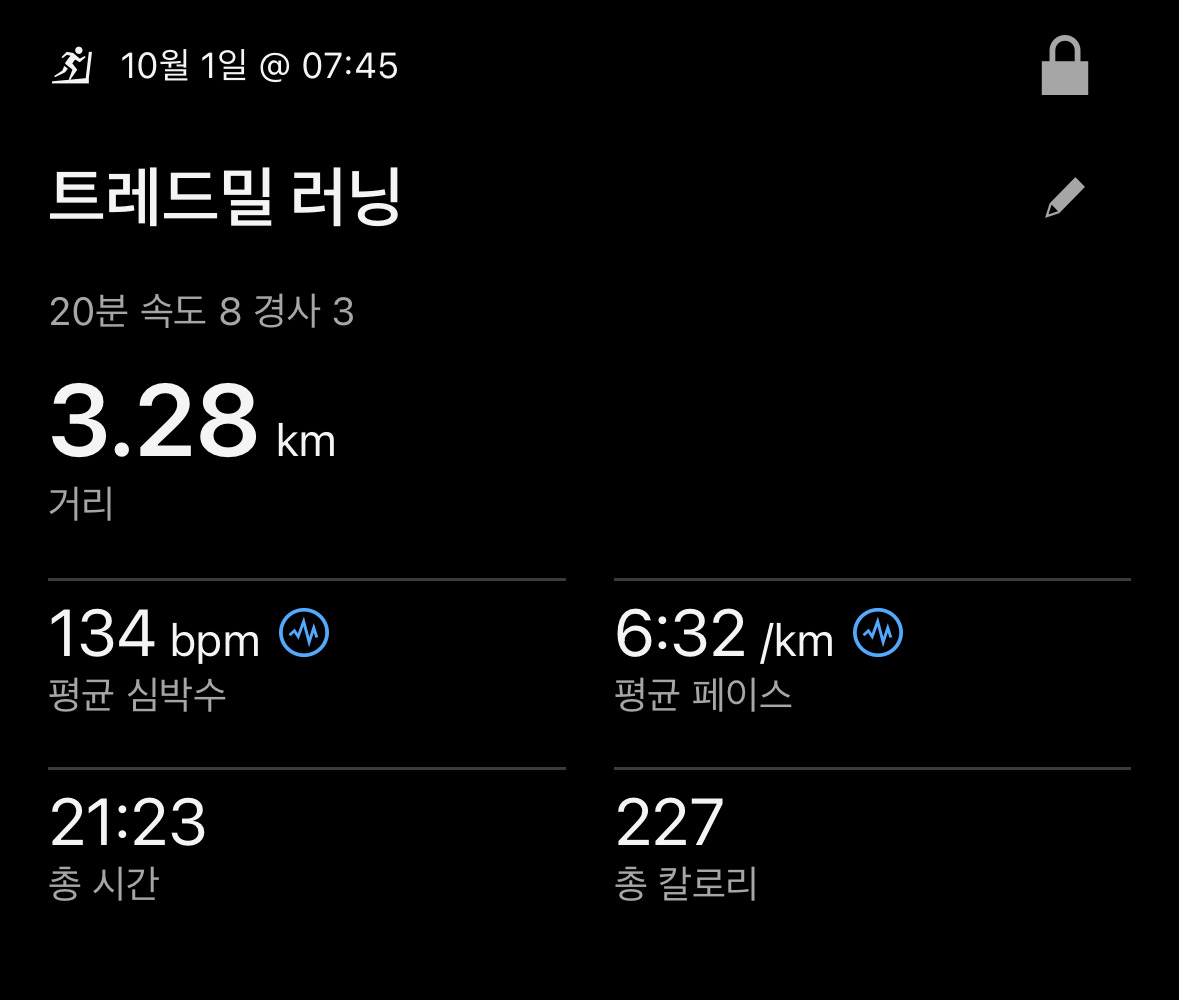 10월 1일 @ 07:45
트레드밀 러닝
20분 속도 8 경사 3
3.28 km
거리
134 bpm
평균 심박수
6:32 /km
평균 페이스
21:23
총 시간
227
총 칼로리